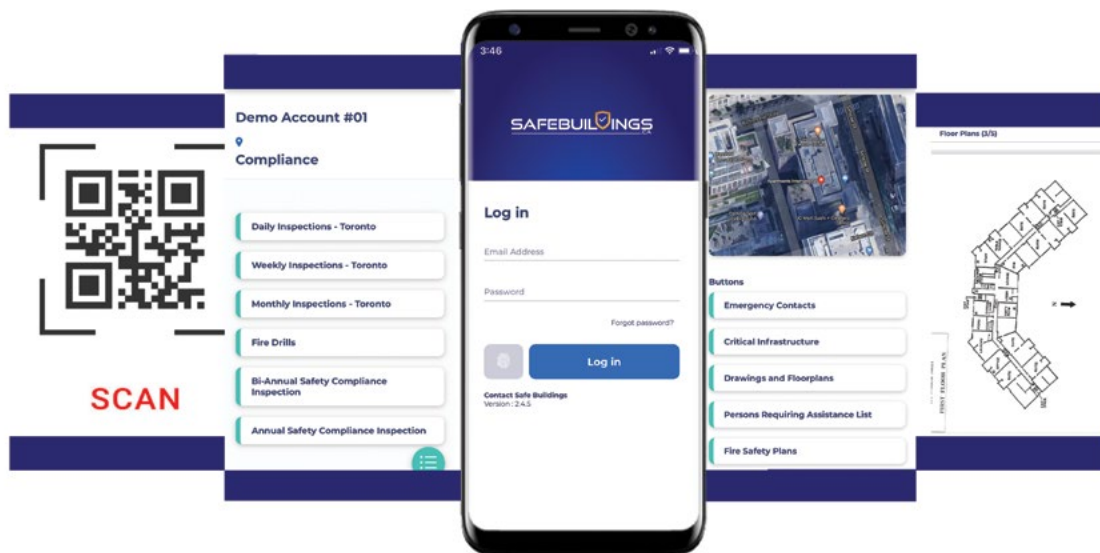 SCAN
Demo Account #01
Compliance
Daily Inspections - Toronto
Weekly Inspections - Toronto
Monthly Inspections - Toronto
Fire Drills
Bi-Annual Safety Compliance
Inspection
Annual Safety Compliance Inspection
3:46
SAFEBUILDINGS
Log in
Email Address
Password
Forgot password?
Log in
Contact Safe Buildings
Version : 2.4.5
Buttons
Emergency Contacts
Critical Infrastructure
Drawings and Floorplans
Persons Requiring Assistance List
Fire Safety Plans
Floor Plans (3/5)
N
FIRST FLOOR PLAN